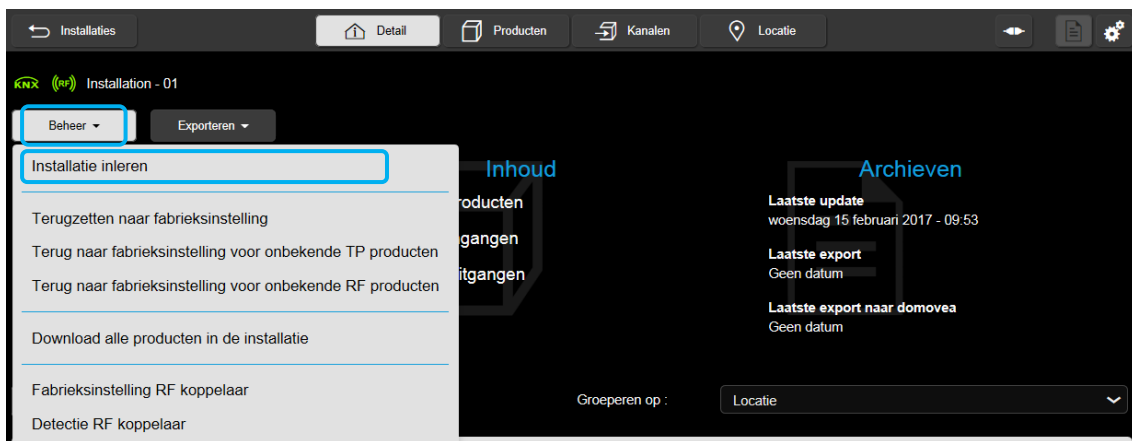 Installaties
Detail
Producten
Kanalen
Locatie
KNX ((RF)) Installation - 01
Beheer
Exporteren
Installatie inleren
Terugzetten naar fabrieksinstelling
Terug naar fabrieksinstelling voor onbekende TP producten
Terug naar fabrieksinstelling voor onbekende RF producten
Download alle producten in de installatie
Fabrieksinstelling RF koppelaar
Detectie RF koppelaar
Inhoud
roducten
gangen
itgangen
Archieven
Laatste update
woensdag 15 februari 2017 - 09:53
Laatste export
Geen datum
Laatste export naar domovea
Geen datum
Groeperen op :
Locatie